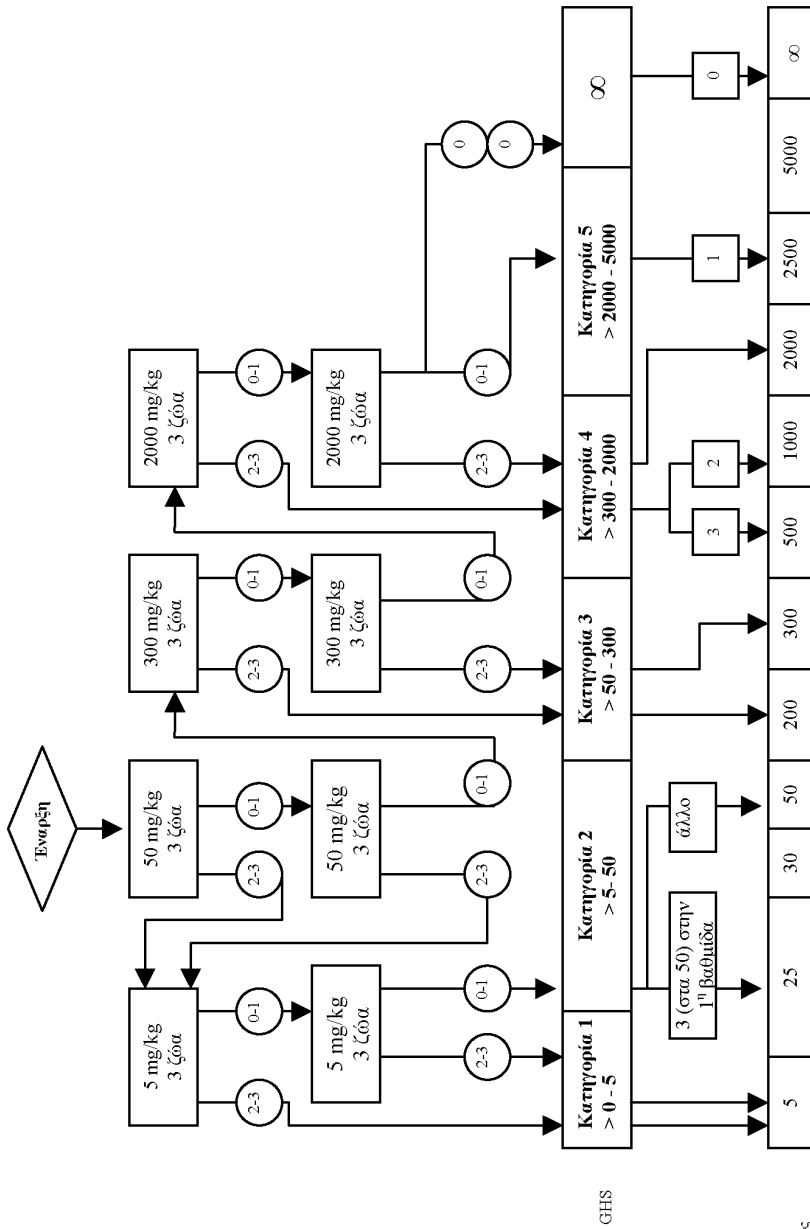 Έναρξη
5 mg/kg
3 ζώα
50 mg/kg
3 ζώα
300 mg/kg
3 ζώα
2000 mg/kg
3 ζώα
2-3
0-1
2-3
0-1
2-3
0-1
2-3
0-1
5 mg/kg
3 ζώα
50 mg/kg
3 ζώα
300 mg/kg
3 ζώα
2000 mg/kg
3 ζώα
2-3
0-1
2-3
0-1
2-3
0-1
2-3
0-1
0
0
GHS
Κατηγορία 1
> 0 - 5
Κατηγορία 2
> 5- 50
Κατηγορία 3
> 50 - 300
Κατηγορία 4
> 300 - 2000
Κατηγορία 5
> 2000 - 5000
∞
3 (στα 50) στην
1η βαθμίδα
άλλο
3
2
1
0
5
25
30
50
200
300
500
1000
2000
2500
5000
∞